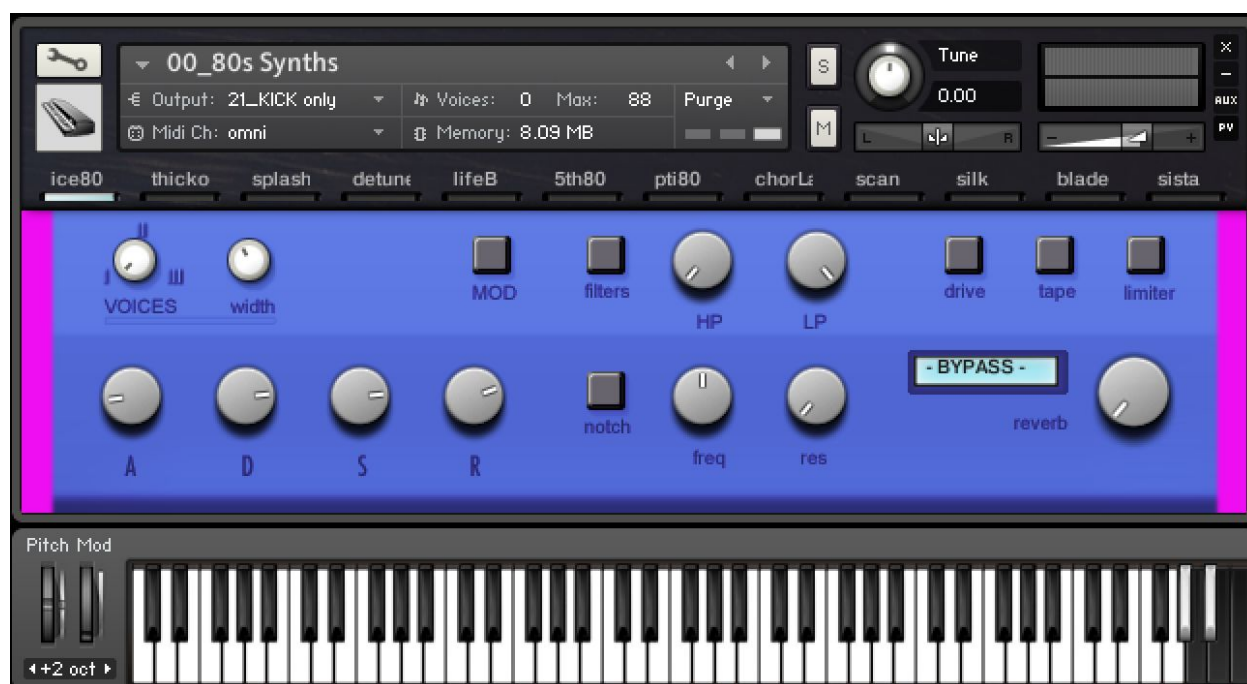 00_80s Synths
S
Tune
x
Output: 21_KICK only
Voices: 0 Max: 88 Purge
0.00
AUX
Midi Ch: omni
Memory: 8.09 MB
M
L R
- +
PV
ice80 thicko splash detune lifeB 5th80 pti80 chorLa scan silk blade sista
VOICES width MOD filters HP LP drive tape limiter
- BYPASS -
notch reverb
A D S R freq res
Pitch Mod
+2 oct